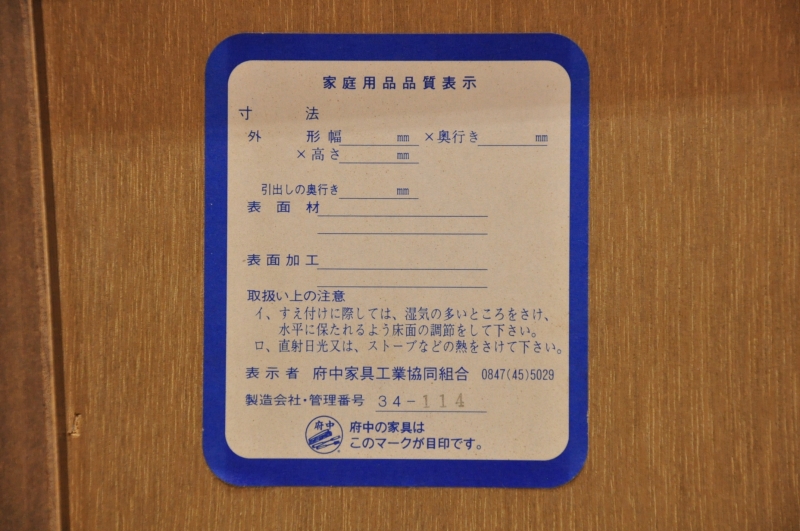 家庭用品品質表示
寸法
外形 幅 mm ×奥行き mm
×高さ mm
引出しの奥行き mm
表面材
表面加工
取扱い上の注意
イ、すえ付けに際しては、湿気の多いところをさけ、
水平に保たれるよう床面の調節をして下さい。
ロ、直射日光又は、ストーブなどの熱をさけて下さい。
表示者 府中家具工業協同組合 0847(45)5029
製造会社・管理番号 34-114
府中
府中の家具は
このマークが目印です。